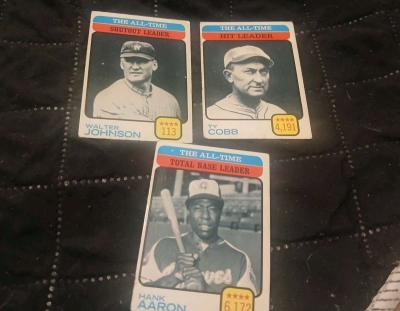 THE ALL-TIME
SHUTOUT LEADER
WALTER
JOHNSON
113
THE ALL-TIME
HIT LEADER
TY
COBB
4,191
THE ALL-TIME
TOTAL BASE LEADER
HANK
AARON
6,172